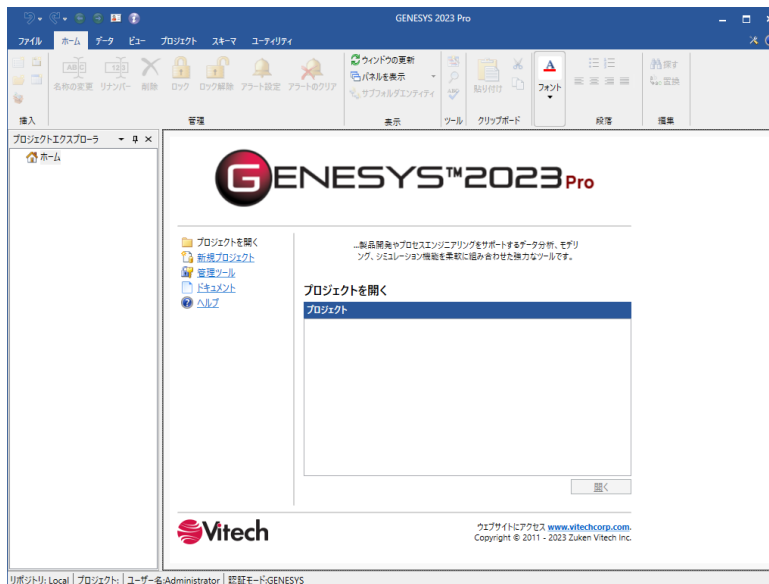 GENESYS 2023 Pro
ファイル ホーム データ ビュー プロジェクト スキーマ ユーティリティ
名称の変更 リナンバー 削除 ロック ロック解除 アラート設定 アラートのクリア
ウィンドウの更新
パネルを表示
サブフォルダエンティティ
貼り付け
フォント
探す
置換
挿入 管理 表示 ツール クリップボード 段落 編集
プロジェクトエクスプローラ
ホーム
GENESYS™2023 Pro
プロジェクトを開く
新規プロジェクト
管理ツール
ドキュメント
ヘルプ
...製品開発やプロセスエンジニアリングをサポートするデータ分析、モデリ
ング、シミュレーション機能を柔軟に組み合わせた強力なツールです。
プロジェクトを開く
プロジェクト
開く
Vitech
ウェブサイトにアクセス www.vitechcorp.com.
Copyright © 2011 - 2023 Zuken Vitech Inc.
リポジトリ: Local プロジェクト: ユーザー名:Administrator 認証モード:GENESYS